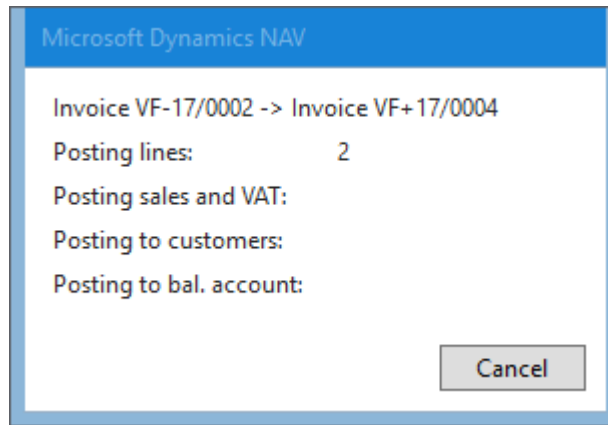 Microsoft Dynamics NAV
Invoice VF-17/0002 -> Invoice VF+17/0004
Posting lines: 2
Posting sales and VAT:
Posting to customers:
Posting to bal. account:
Cancel